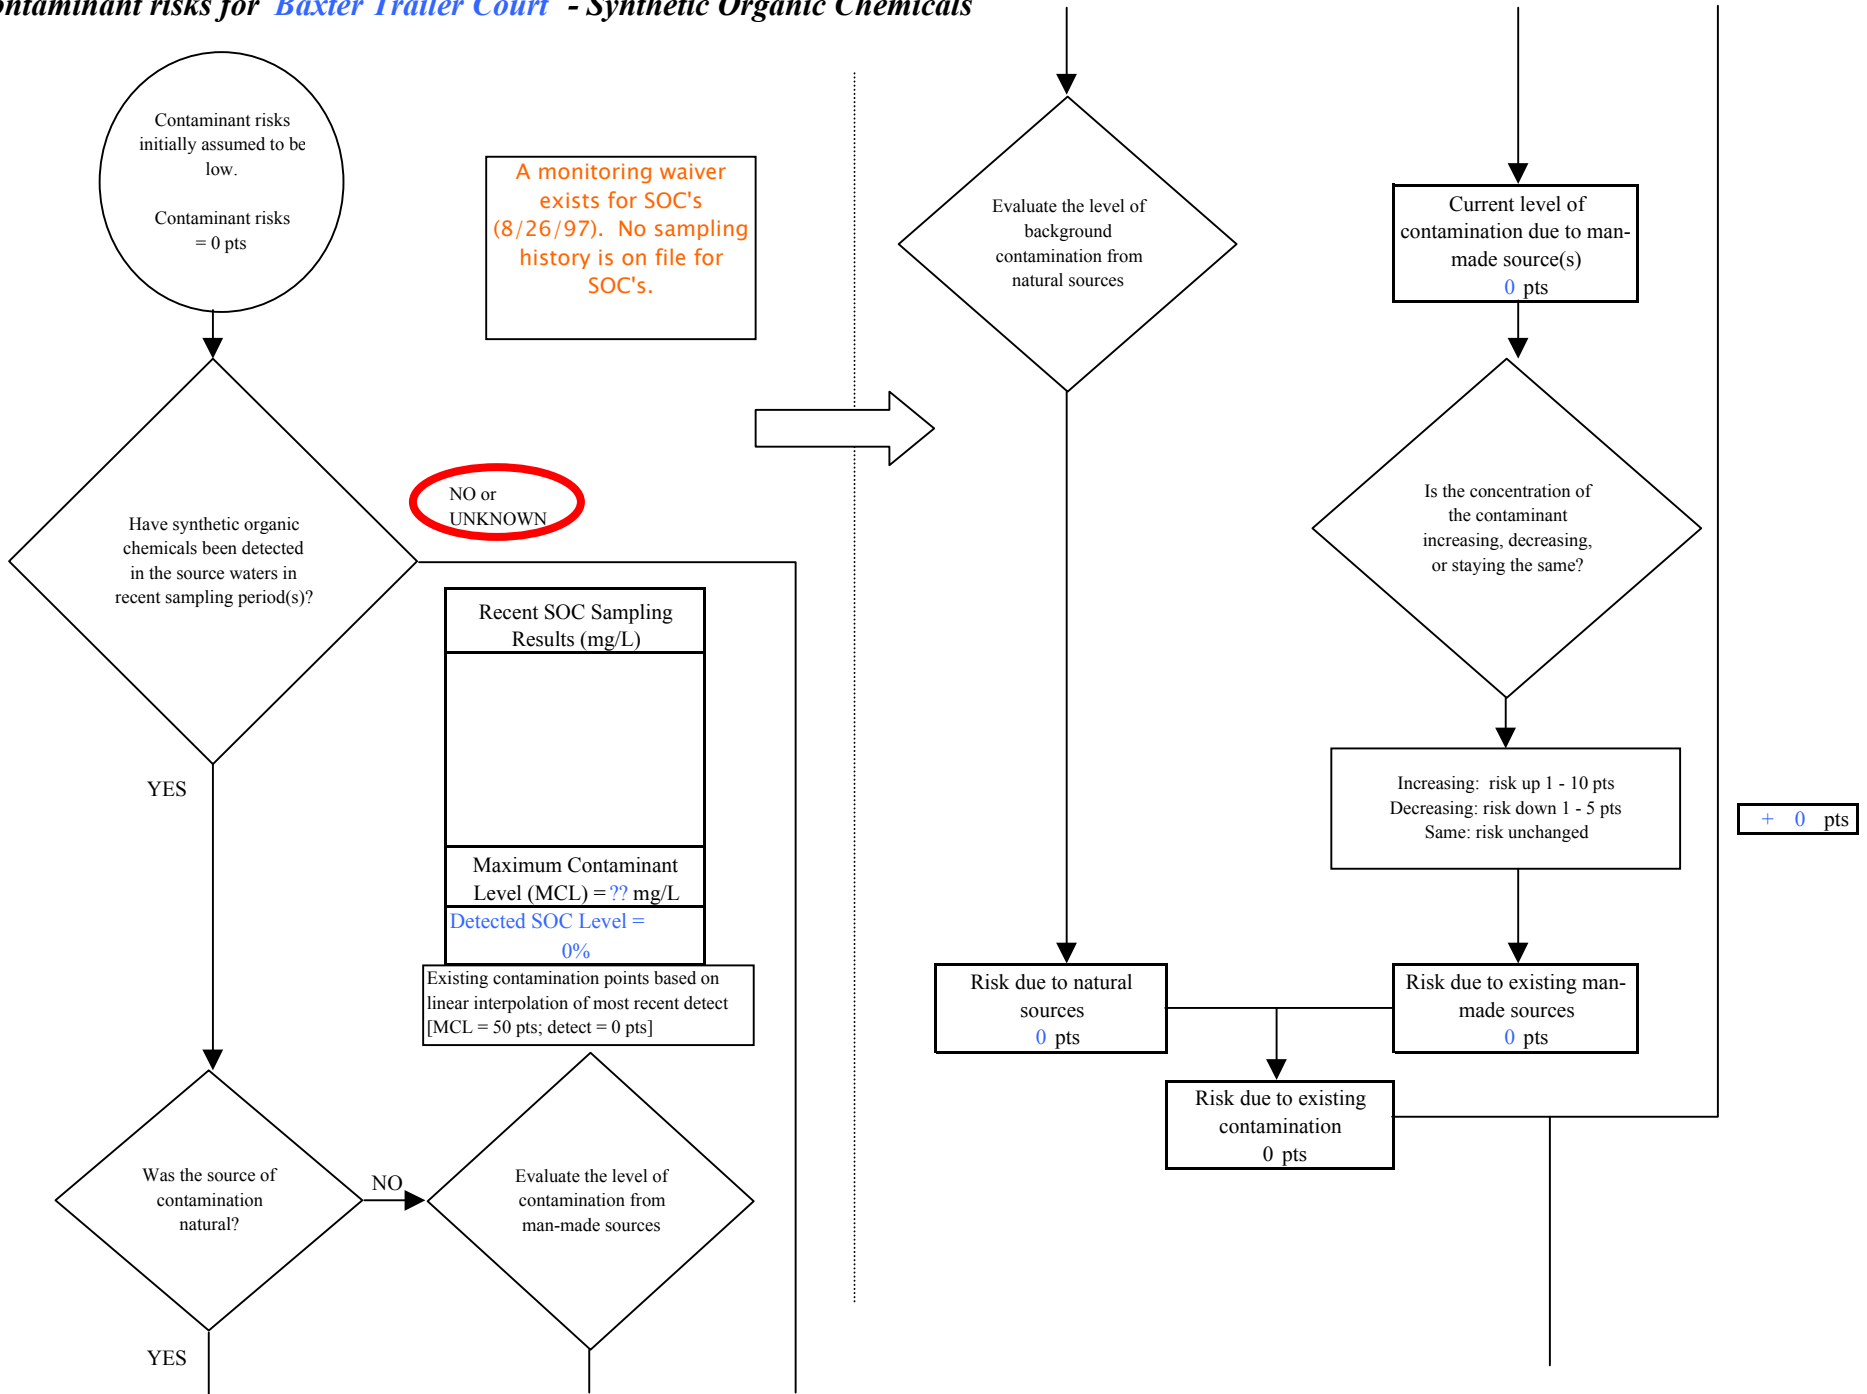 ontaminant risks for Baxter Trailer Court - Synthetic Organic Chemicals
Contaminant risks
initially assumed to be
low.
Contaminant risks
= 0 pts
A monitoring waiver
exists for SOC's
(8/26/97). No sampling
history is on file for
SOC's.
Have synthetic organic
chemicals been detected
in the source waters in
recent sampling period(s)?
NO or
UNKNOWN
YES
Recent SOC Sampling
Results (mg/L)
Maximum Contaminant
Level (MCL) = ?? mg/L
Detected SOC Level =
0%
Existing contamination points based on
linear interpolation of most recent detect
[MCL = 50 pts; detect = 0 pts]
Was the source of
contamination
natural?
NO
YES
Evaluate the level of
contamination from
man-made sources
Evaluate the level of
background
contamination from
natural sources
Current level of
contamination due to man-
made source(s)
0 pts
Is the concentration of
the contaminant
increasing, decreasing,
or staying the same?
Increasing: risk up 1 - 10 pts
Decreasing: risk down 1 - 5 pts
Same: risk unchanged
+ 0 pts
Risk due to natural
sources
0 pts
Risk due to existing man-
made sources
0 pts
Risk due to existing
contamination
0 pts